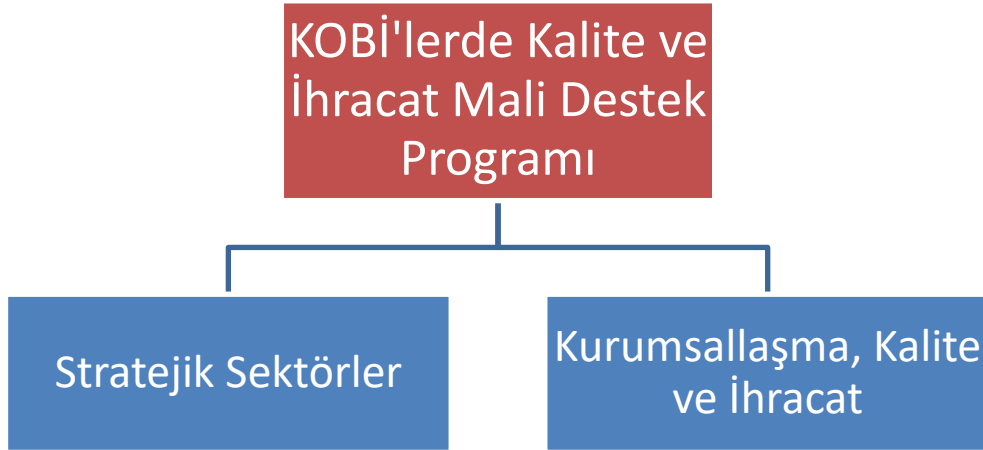 KOBİ'lerde Kalite ve
İhracat Mali Destek
Programı
Stratejik Sektörler
Kurumsallaşma, Kalite
ve İhracat